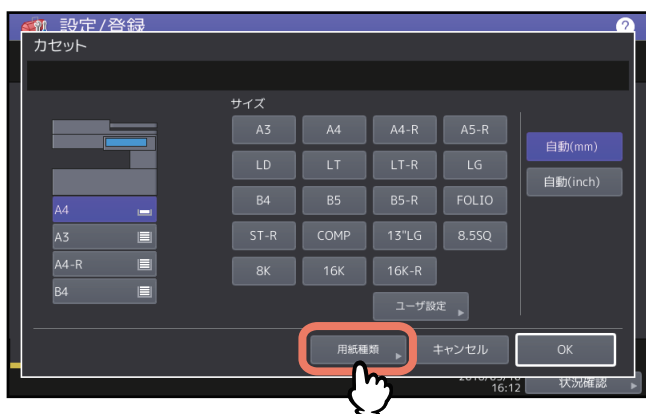 設定/登録
?
カセット
サイズ
A3 A4 A4-R A5-R
LD LT LT-R LG
B4 B5 B5-R FOLIO
ST-R COMP 13"LG 8.5SQ
8K 16K 16K-R
ユーザ設定
自動(mm)
自動(inch)
A4
A3
A4-R
B4
用紙種類 キャンセル OK
16:12 状況確認